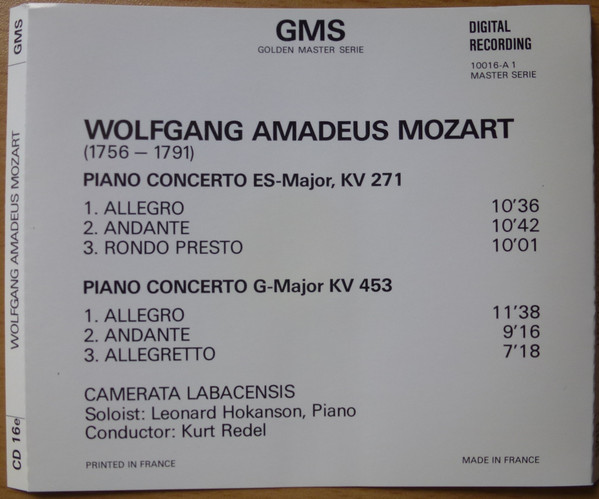 GMS
WOLFGANG AMADEUS MOZART
CD 16e
GMS
GOLDEN MASTER SERIE
DIGITAL
RECORDING
10016-A 1
MASTER SERIE
WOLFGANG AMADEUS MOZART
(1756 – 1791)
PIANO CONCERTO ES-Major, KV 271
1. ALLEGRO 10'36
2. ANDANTE 10'42
3. RONDO PRESTO 10'01
PIANO CONCERTO G-Major KV 453
1. ALLEGRO 11'38
2. ANDANTE 9'16
3. ALLEGRETTO 7'18
CAMERATA LABACENSIS
Soloist: Leonard Hokanson, Piano
Conductor: Kurt Redel
PRINTED IN FRANCE MADE IN FRANCE